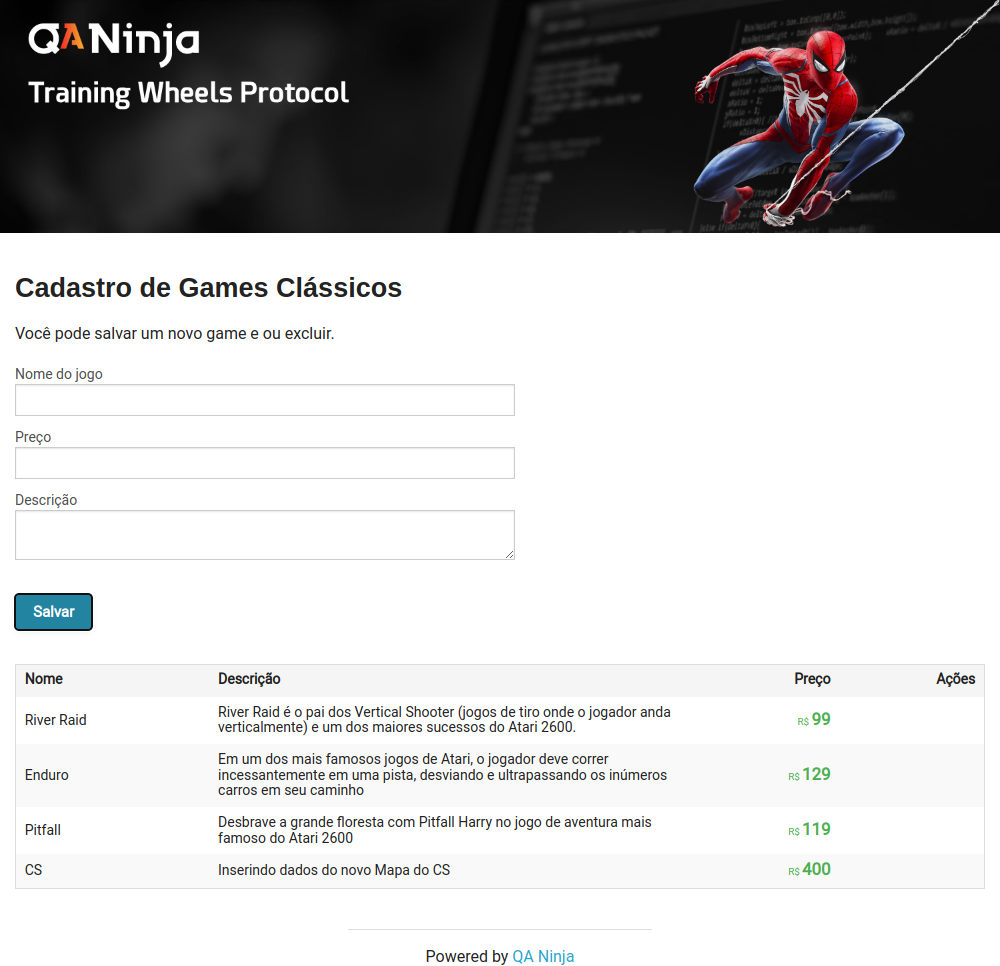 QANinja
Training Wheels Protocol
Cadastro de Games Clássicos
Você pode salvar um novo game e ou excluir.
Nome do jogo
Preço
Descrição
Salvar
Nome Descrição Preço Ações
River Raid River Raid é o pai dos Vertical Shooter (jogos de tiro onde o jogador anda
verticalmente) e um dos maiores sucessos do Atari 2600. R$ 99
Enduro Em um dos mais famosos jogos de Atari, o jogador deve correr
incessantemente em uma pista, desviando e ultrapassando os inúmeros R$ 129
carros em seu caminho
Pitfall Desbrave a grande floresta com Pitfall Harry no jogo de aventura mais
famoso do Atari 2600 R$ 119
CS Inserindo dados do novo Mapa do CS R$ 400
Powered by QA Ninja